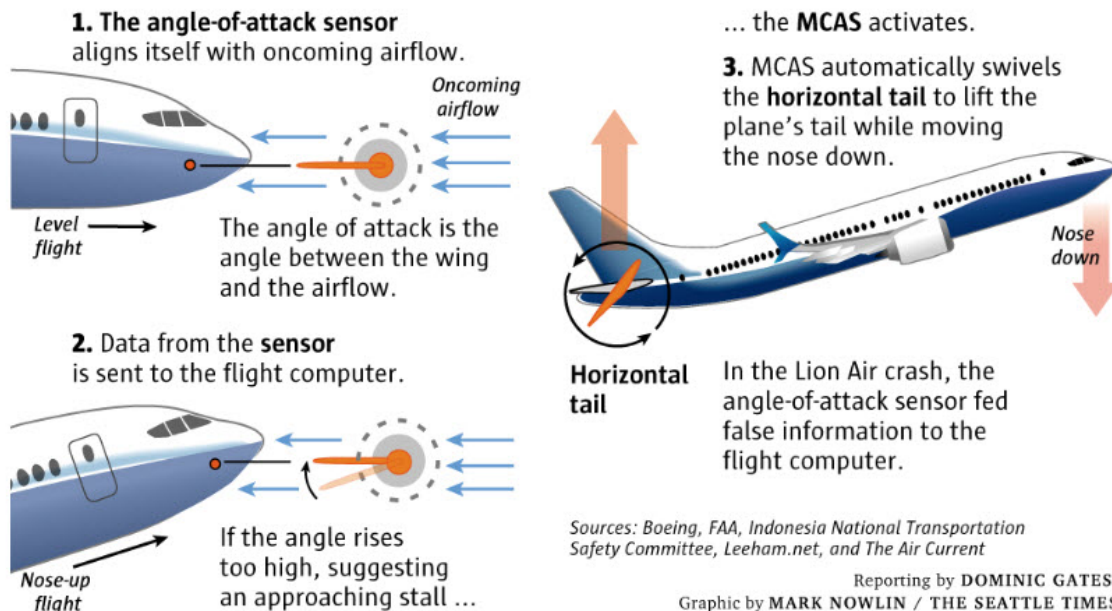 1. The angle-of-attack sensor
aligns itself with oncoming airflow.
Oncoming
airflow
Level
flight
The angle of attack is the
angle between the wing
and the airflow.
2. Data from the sensor
is sent to the flight computer.
Nose-up
flight
If the angle rises
too high, suggesting
an approaching stall ...
... the MCAS activates.
3. MCAS automatically swivels
the horizontal tail to lift the
plane's tail while moving
the nose down.
Nose
down
Horizontal
tail
In the Lion Air crash, the
angle-of-attack sensor fed
false information to the
flight computer.
Sources: Boeing, FAA, Indonesia National Transportation
Safety Committee, Leeham.net, and The Air Current
Reporting by DOMINIC GATES,
Graphic by MARK NOWLIN / THE SEATTLE TIMES